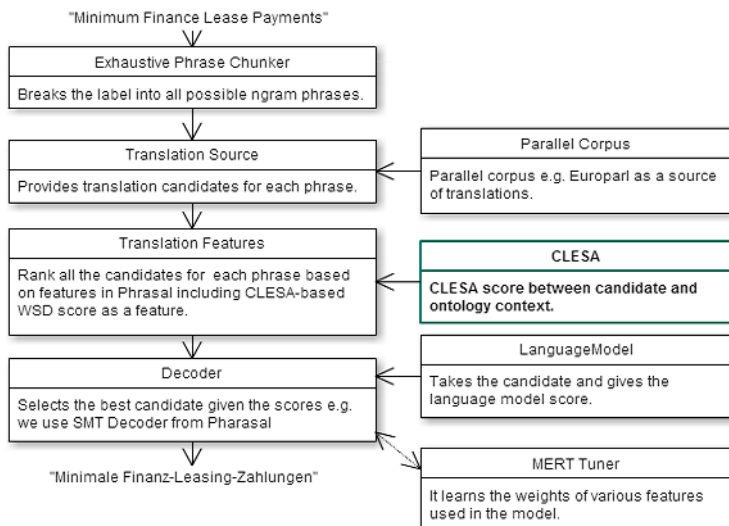 "Minimum Finance Lease Payments"
Exhaustive Phrase Chunker
Breaks the label into all possible ngram phrases.
Translation Source
Provides translation candidates for each phrase.
Parallel Corpus
Parallel corpus e.g. Europarl as a source
of translations.
Translation Features
Rank all the candidates for each phrase based
on features in Phrasal including CLESA-based
WSD score as a feature.
CLESA
CLESA score between candidate and
ontology context.
Decoder
Selects the best candidate given the scores e.g.
we use SMT Decoder from Pharasal
LanguageModel
Takes the candidate and gives the
language model score.
"Minimale Finanz-Leasing-Zahlungen"
MERT Tuner
It learns the weights of various features
used in the model.